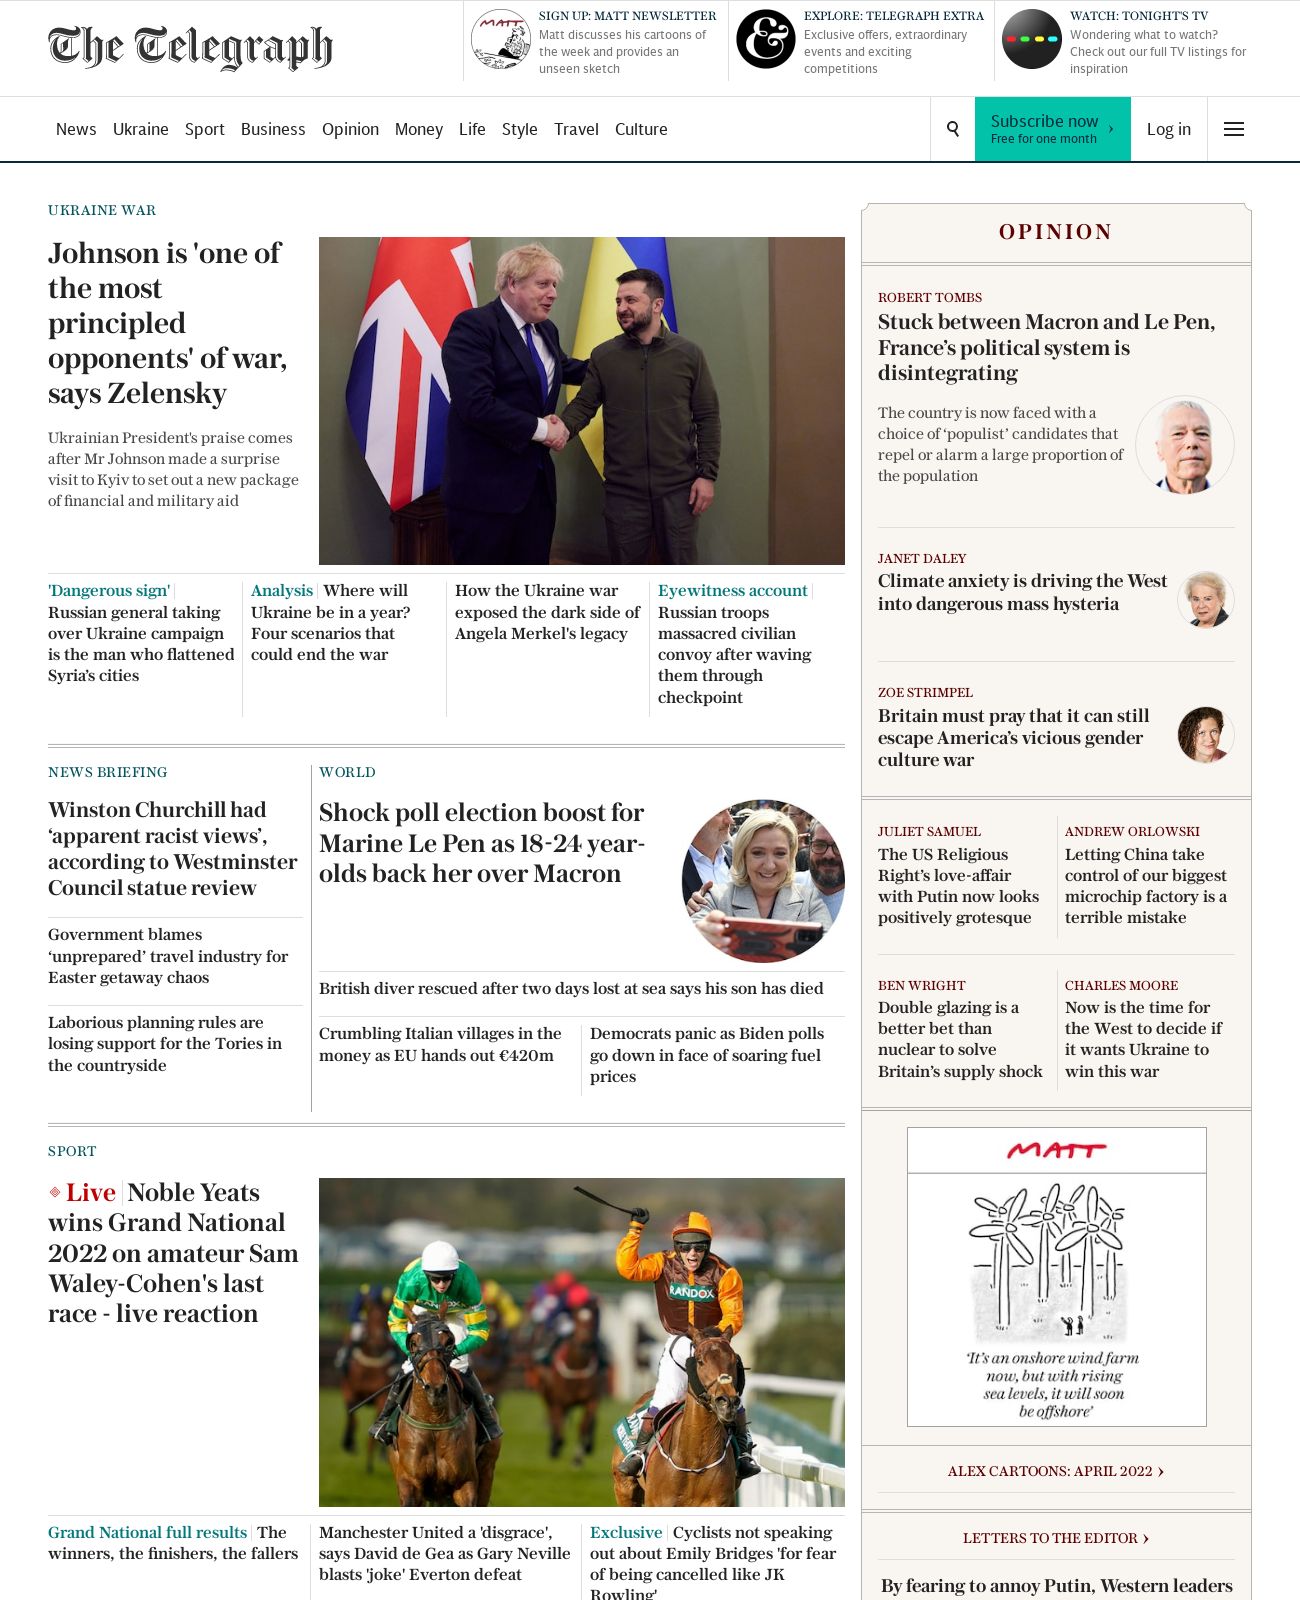 The Telegraph
SIGN UP: MATT NEWSLETTER
Matt discusses his cartoons of
the week and provides an
unseen sketch
EXPLORE: TELEGRAPH EXTRA
Exclusive offers, extraordinary
events and exciting
competitions
WATCH: TONIGHT'S TV
Wondering what to watch?
Check out our full TV listings for
inspiration
MATT
&
News Ukraine Sport Business Opinion Money Life Style Travel Culture
Subscribe now
Free for one month
Log in
UKRAINE WAR
Johnson is 'one of
the most
principled
opponents' of war,
says Zelensky
Ukrainian President's praise comes
after Mr Johnson made a surprise
visit to Kyiv to set out a new package
of financial and military aid
'Dangerous sign'
Russian general taking
over Ukraine campaign
is the man who flattened
Syria's cities
Analysis Where will
Ukraine be in a year?
Four scenarios that
could end the war
How the Ukraine war
exposed the dark side of
Angela Merkel's legacy
Eyewitness account
Russian troops
massacred civilian
convoy after waving
them through
checkpoint
NEWS BRIEFING
Winston Churchill had
‘apparent racist views’,
according to Westminster
Council statue review
Government blames
‘unprepared’ travel industry for
Easter getaway chaos
Laborious planning rules are
losing support for the Tories in
the countryside
WORLD
Shock poll election boost for
Marine Le Pen as 18-24 year-
olds back her over Macron
British diver rescued after two days lost at sea says his son has died
Crumbling Italian villages in the
money as EU hands out €420m
Democrats panic as Biden polls
go down in face of soaring fuel
prices
SPORT
Live Noble Yeats
wins Grand National
2022 on amateur Sam
Waley-Cohen's last
race - live reaction
RANDOX
Grand National full results The
winners, the finishers, the fallers
Manchester United a 'disgrace',
says David de Gea as Gary Neville
blasts 'joke' Everton defeat
Exclusive Cyclists not speaking
out about Emily Bridges 'for fear
of being cancelled like JK
Rowling'
OPINION
ROBERT TOMBS
Stuck between Macron and Le Pen,
France’s political system is
disintegrating
The country is now faced with a
choice of ‘populist’ candidates that
repel or alarm a large proportion of
the population
JANET DALEY
Climate anxiety is driving the West
into dangerous mass hysteria
ZOE STRIMPEL
Britain must pray that it can still
escape America’s vicious gender
culture war
JULIET SAMUEL
The US Religious
Right’s love-affair
with Putin now looks
positively grotesque
ANDREW ORLOWSKI
Letting China take
control of our biggest
microchip factory is a
terrible mistake
BEN WRIGHT
Double glazing is a
better bet than
nuclear to solve
Britain’s supply shock
CHARLES MOORE
Now is the time for
the West to decide if
it wants Ukraine to
win this war
MATT
‘It’s an onshore wind farm
now, but with rising
sea levels, it will soon
be offshore’
ALEX CARTOONS: APRIL 2022
LETTERS TO THE EDITOR
By fearing to annoy Putin, Western leaders